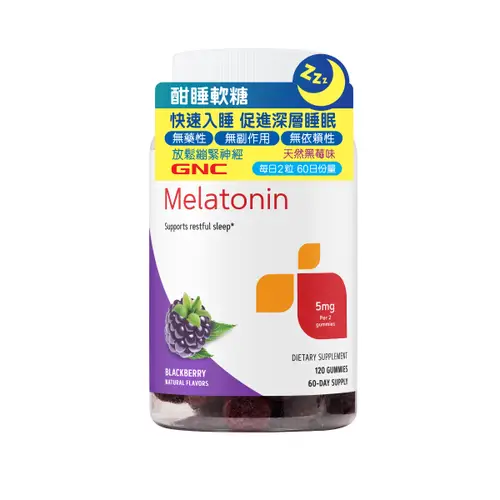 Zzz
酣睡軟糖
快速入睡 促進深層睡眠
無藥性 無副作用 無依賴性
放鬆繃緊神經 天然黑莓味
GNC 每日2粒 60日份量
Melatonin
Supports restful sleep*
5mg
Per 2
gummies
DIETARY SUPPLEMENT
BLACKBERRY
NATURAL FLAVORS
120 GUMMIES
60-DAY SUPPLY